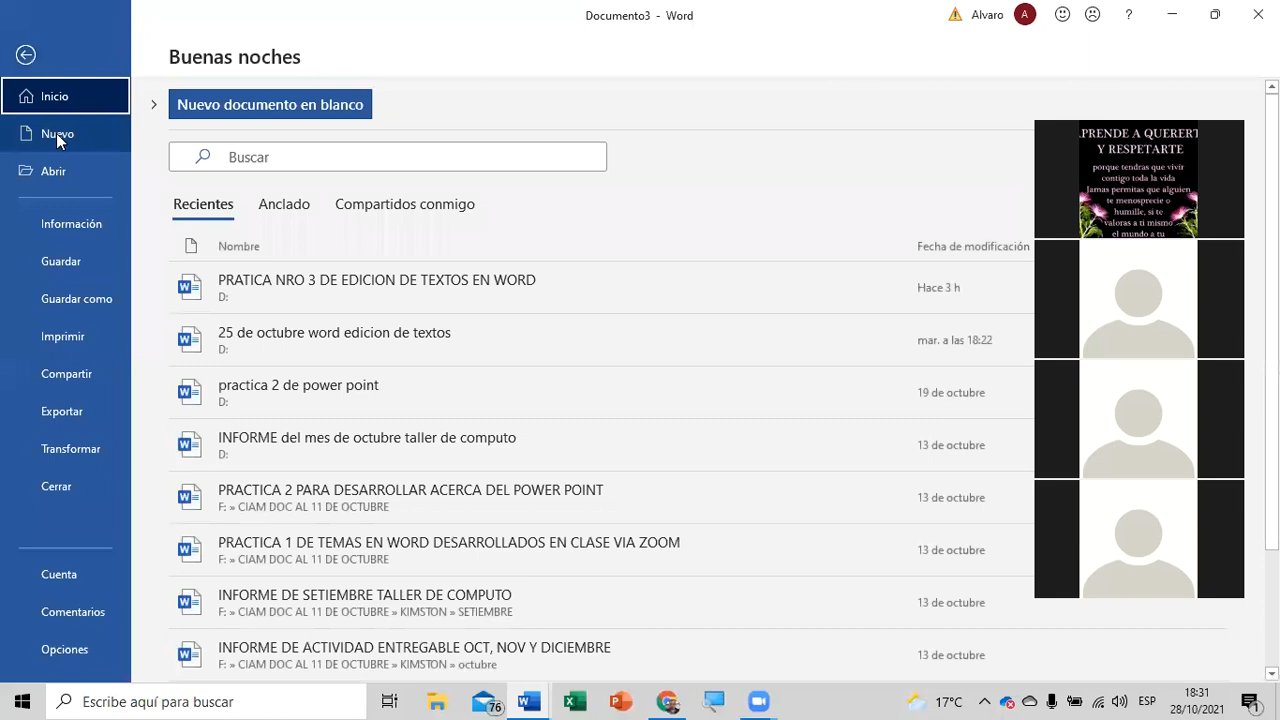 Documento3 - Word
Alvaro
A
?
Buenas noches
Inicio
Nuevo
Abrir
Información
Guardar
Guardar como
Imprimir
Compartir
Exportar
Transformar
Cerrar
Cuenta
Comentarios
Opciones
Nuevo documento en blanco
Buscar
Recientes
Anclado
Compartidos conmigo
Nombre
Fecha de modificación
PRATICA NRO 3 DE EDICION DE TEXTOS EN WORD
D:
Hace 3 h
25 de octubre word edicion de textos
D:
mar. a las 18:22
practica 2 de power point
D:
19 de octubre
INFORME del mes de octubre taller de computo
D:
13 de octubre
PRACTICA 2 PARA DESARROLLAR ACERCA DEL POWER POINT
F: » CIAM DOC AL 11 DE OCTUBRE
13 de octubre
PRACTICA 1 DE TEMAS EN WORD DESARROLLADOS EN CLASE VIA ZOOM
F: » CIAM DOC AL 11 DE OCTUBRE
13 de octubre
INFORME DE SETIEMBRE TALLER DE COMPUTO
F: » CIAM DOC AL 11 DE OCTUBRE » KIMSTON » SETIEMBRE
13 de octubre
INFORME DE ACTIVIDAD ENTREGABLE OCT, NOV Y DICIEMBRE
F: » CIAM DOC AL 11 DE OCTUBRE » KIMSTON » octubre
13 de octubre
PRENDE A QUERERT
Y RESPETARTE
porque tendras que vivir
contigo toda la vida
Jamas permitas que alguien
te menosprecie o
humille, si te
valoras a ti mismo
el mundo a tu
Escribe aquí para buscar
76
17°C
ESP
18:31
28/10/2021
1